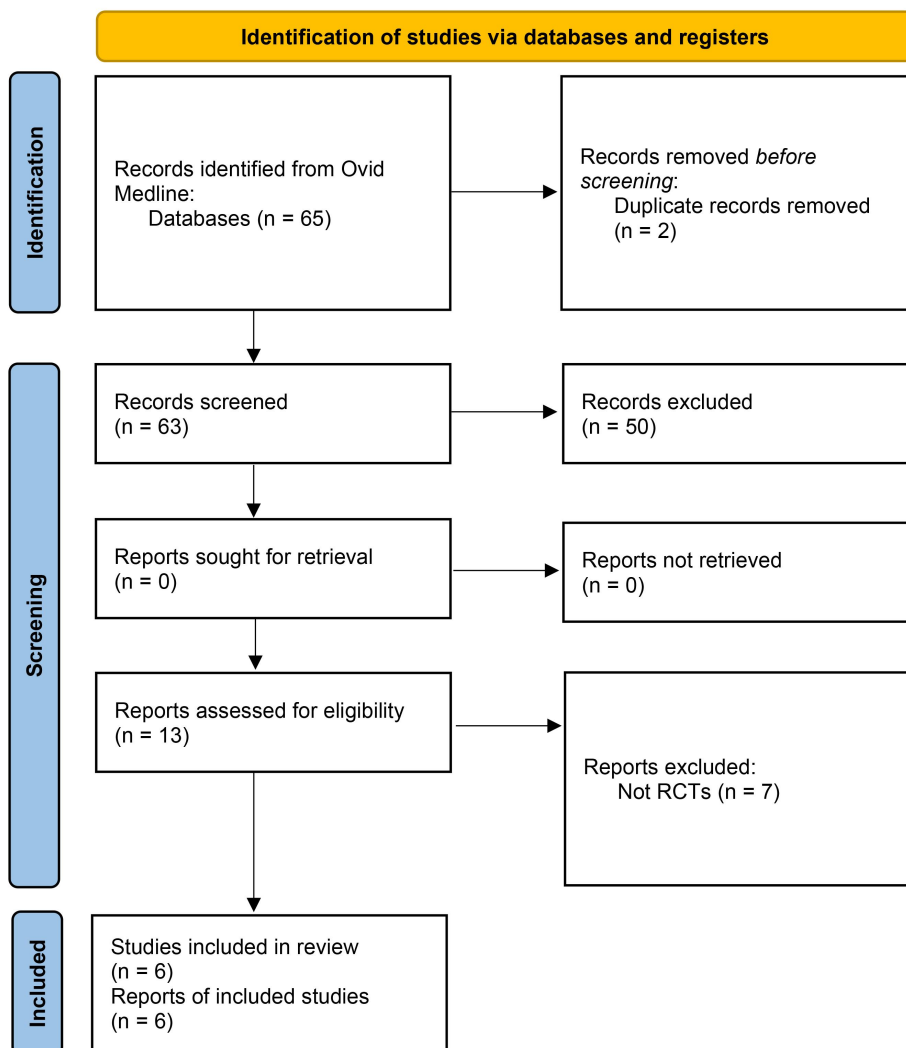 Identification of studies via databases and registers
Identification
Records identified from Ovid
Medline:
Databases (n = 65)
Records removed before
screening:
Duplicate records removed
(n = 2)
Screening
Records screened
(n = 63)
Records excluded
(n = 50)
Reports sought for retrieval
(n = 0)
Reports not retrieved
(n = 0)
Reports assessed for eligibility
(n = 13)
Reports excluded:
Not RCTs (n = 7)
Included
Studies included in review
(n = 6)
Reports of included studies
(n = 6)